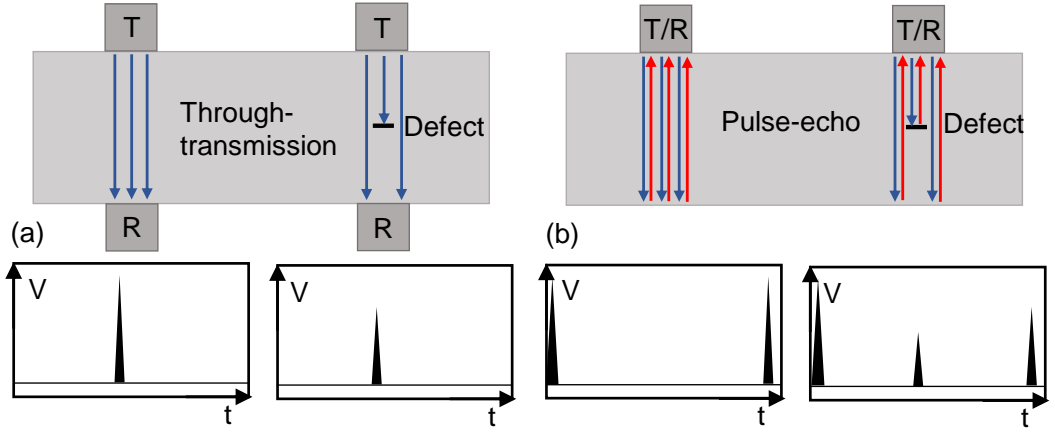 T
T
T/R
T/R
Through-
transmission
Defect
Pulse-echo
Defect
R
R
(a)
(b)
V
V
V
V
t
t
t
t